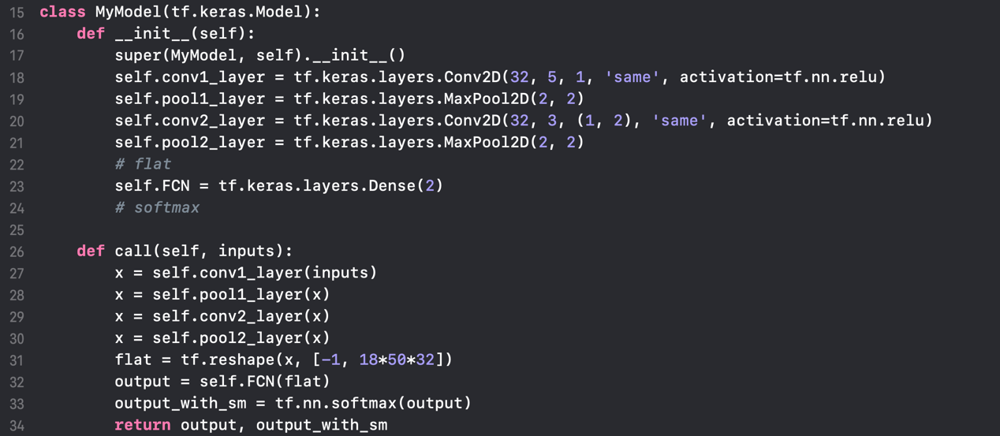 15 class MyModel(tf.keras.Model):
16     def __init__(self):
17         super(MyModel, self).__init__()
18         self.conv1_layer = tf.keras.layers.Conv2D(32, 5, 1, 'same', activation=tf.nn.relu)
19         self.pool1_layer = tf.keras.layers.MaxPool2D(2, 2)
20         self.conv2_layer = tf.keras.layers.Conv2D(32, 3, (1, 2), 'same', activation=tf.nn.relu)
21         self.pool2_layer = tf.keras.layers.MaxPool2D(2, 2)
22         # flat
23         self.FCN = tf.keras.layers.Dense(2)
24         # softmax
25
26     def call(self, inputs):
27         x = self.conv1_layer(inputs)
28         x = self.pool1_layer(x)
29         x = self.conv2_layer(x)
30         x = self.pool2_layer(x)
31         flat = tf.reshape(x, [-1, 18*50*32])
32         output = self.FCN(flat)
33         output_with_sm = tf.nn.softmax(output)
34         return output, output_with_sm